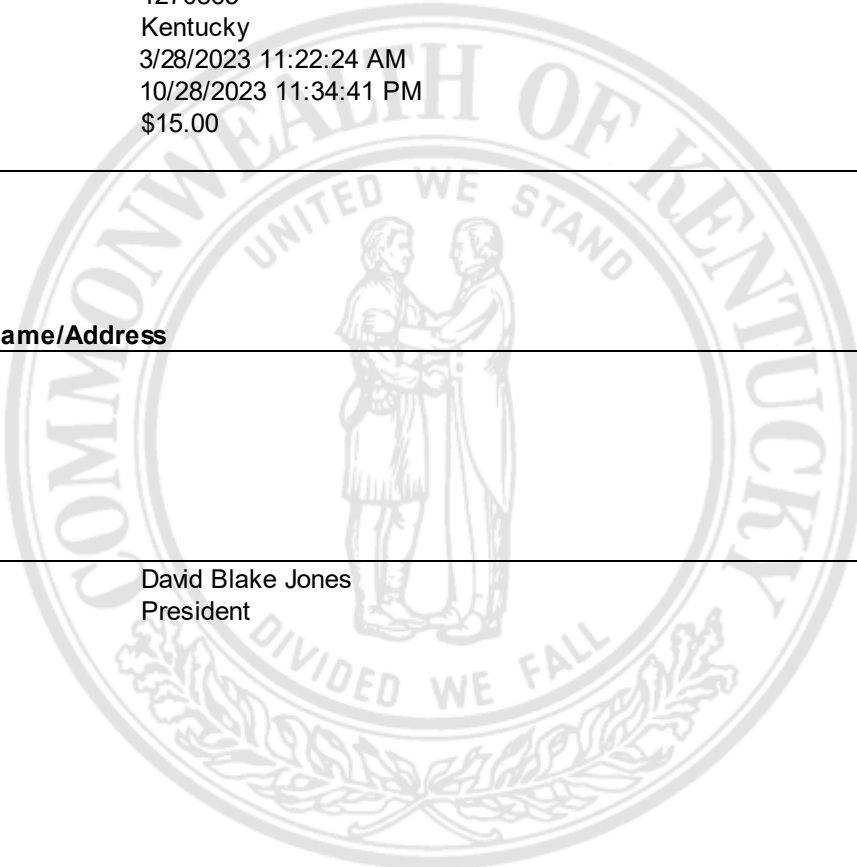 Kentucky
3/28/2023 11:22:24 AM
10/28/2023 11:34:41 PM
$15.00
COMMONWEALTH OF KENTUCKY
UNITED WE STAND
ame/Address
David Blake Jones
President
DIVIDED WE FALL